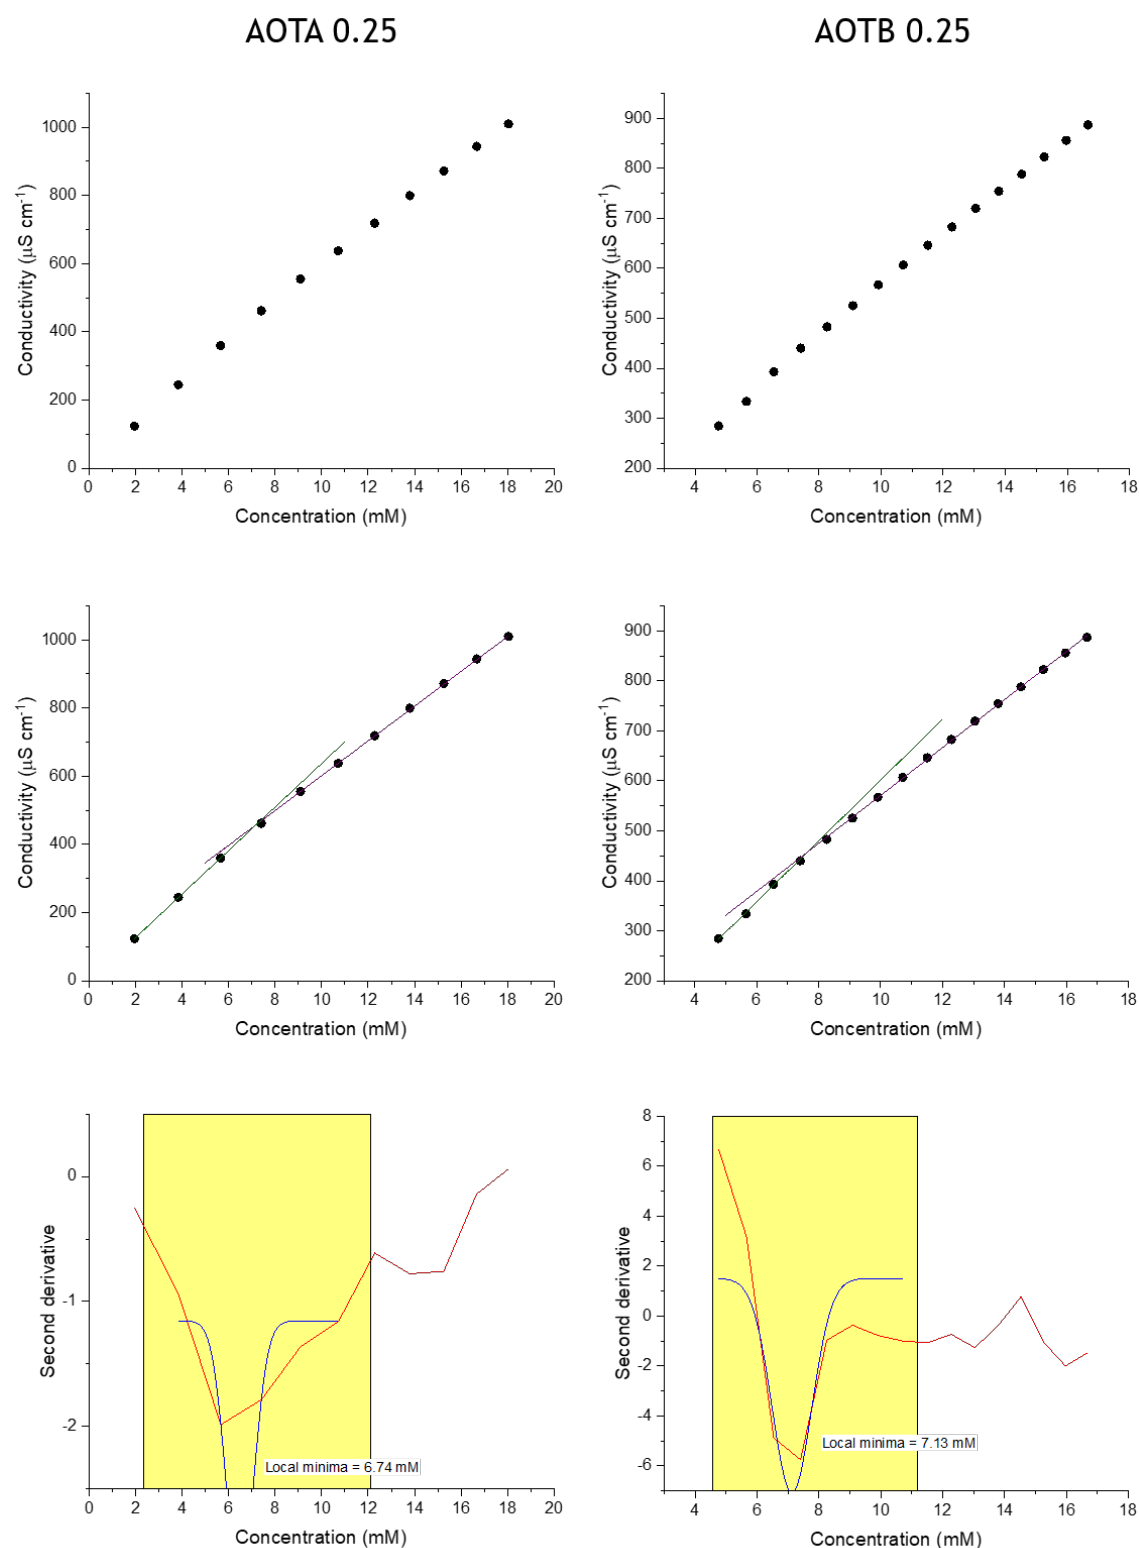 AOTA 0.25
AOTB 0.25
1000
800
600
400
200
0
Conductivity (μS cm-1)
0 2 4 6 8 10 12 14 16 18 20
Concentration (mM)
900
800
700
600
500
400
300
200
Conductivity (μS cm-1)
4 6 8 10 12 14 16 18
Concentration (mM)
1000
800
600
400
200
0
Conductivity (μS cm-1)
0 2 4 6 8 10 12 14 16 18 20
Concentration (mM)
900
800
700
600
500
400
300
200
Conductivity (μS cm-1)
4 6 8 10 12 14 16 18
Concentration (mM)
0
-1
-2
Second derivative
Local minima = 6.74 mM
0 2 4 6 8 10 12 14 16 18 20
Concentration (mM)
8
6
4
2
0
-2
-4
-6
Second derivative
Local minima = 7.13 mM
4 6 8 10 12 14 16 18
Concentration (mM)